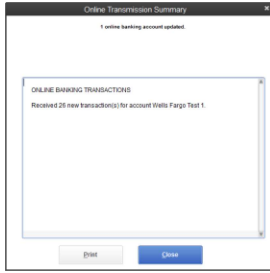 Online Transmission Summary
1 online banking account updated.
ONLINE BANKING TRANSACTIONS
Received 26 new transaction(s) for account Wells Fargo Test 1.
Print
Close